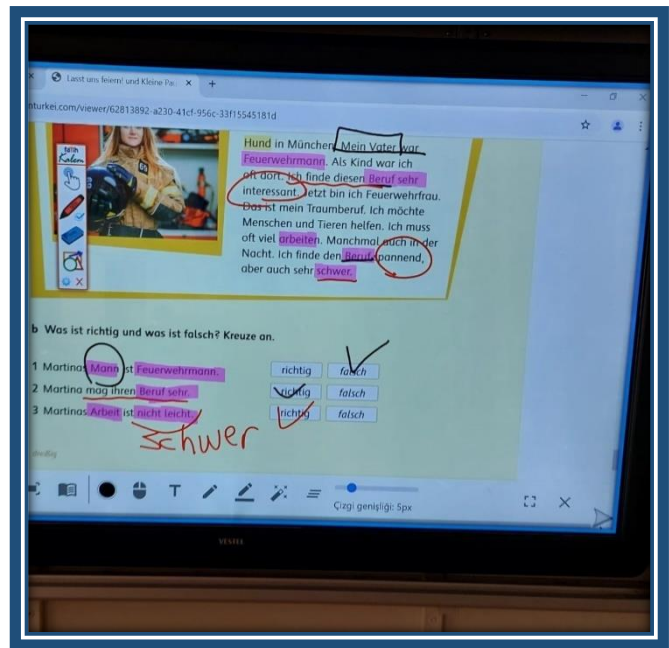 Lasst uns feiern! und Kleine Pa
nturkei.com/viewer/62813892-a230-41cf-956c-33f15545181d
Hund in München. Mein Vater war
Feuerwehrmann. Als Kind war ich
oft dort. Ich finde diesen Beruf sehr
interessant. Jetzt bin ich Feuerwehrfrau.
Das ist mein Traumberuf. Ich möchte
Menschen und Tieren helfen. Ich muss
oft viel arbeiten. Manchmal auch in der
Nacht. Ich finde den Beruf spannend,
aber auch sehr schwer.
Kalem
b Was ist richtig und was ist falsch? Kreuze an.
1 Martinas Mann ist Feuerwehrmann. richtig falsch
2 Martina mag ihren Beruf sehr. richtig falsch
3 Martinas Arbeit ist nicht leicht. richtig falsch
Schwer
T
Çizgi genişliği: 5px
VESTEL